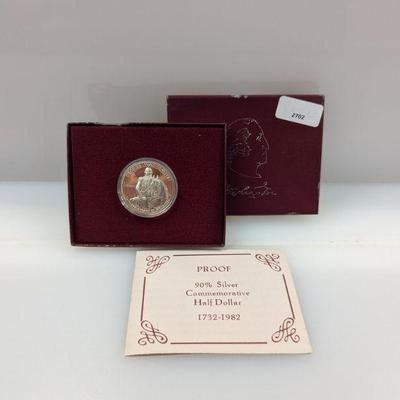 2702
PROOF
90% Silver
Commemorative
Half Dollar
1732-1982